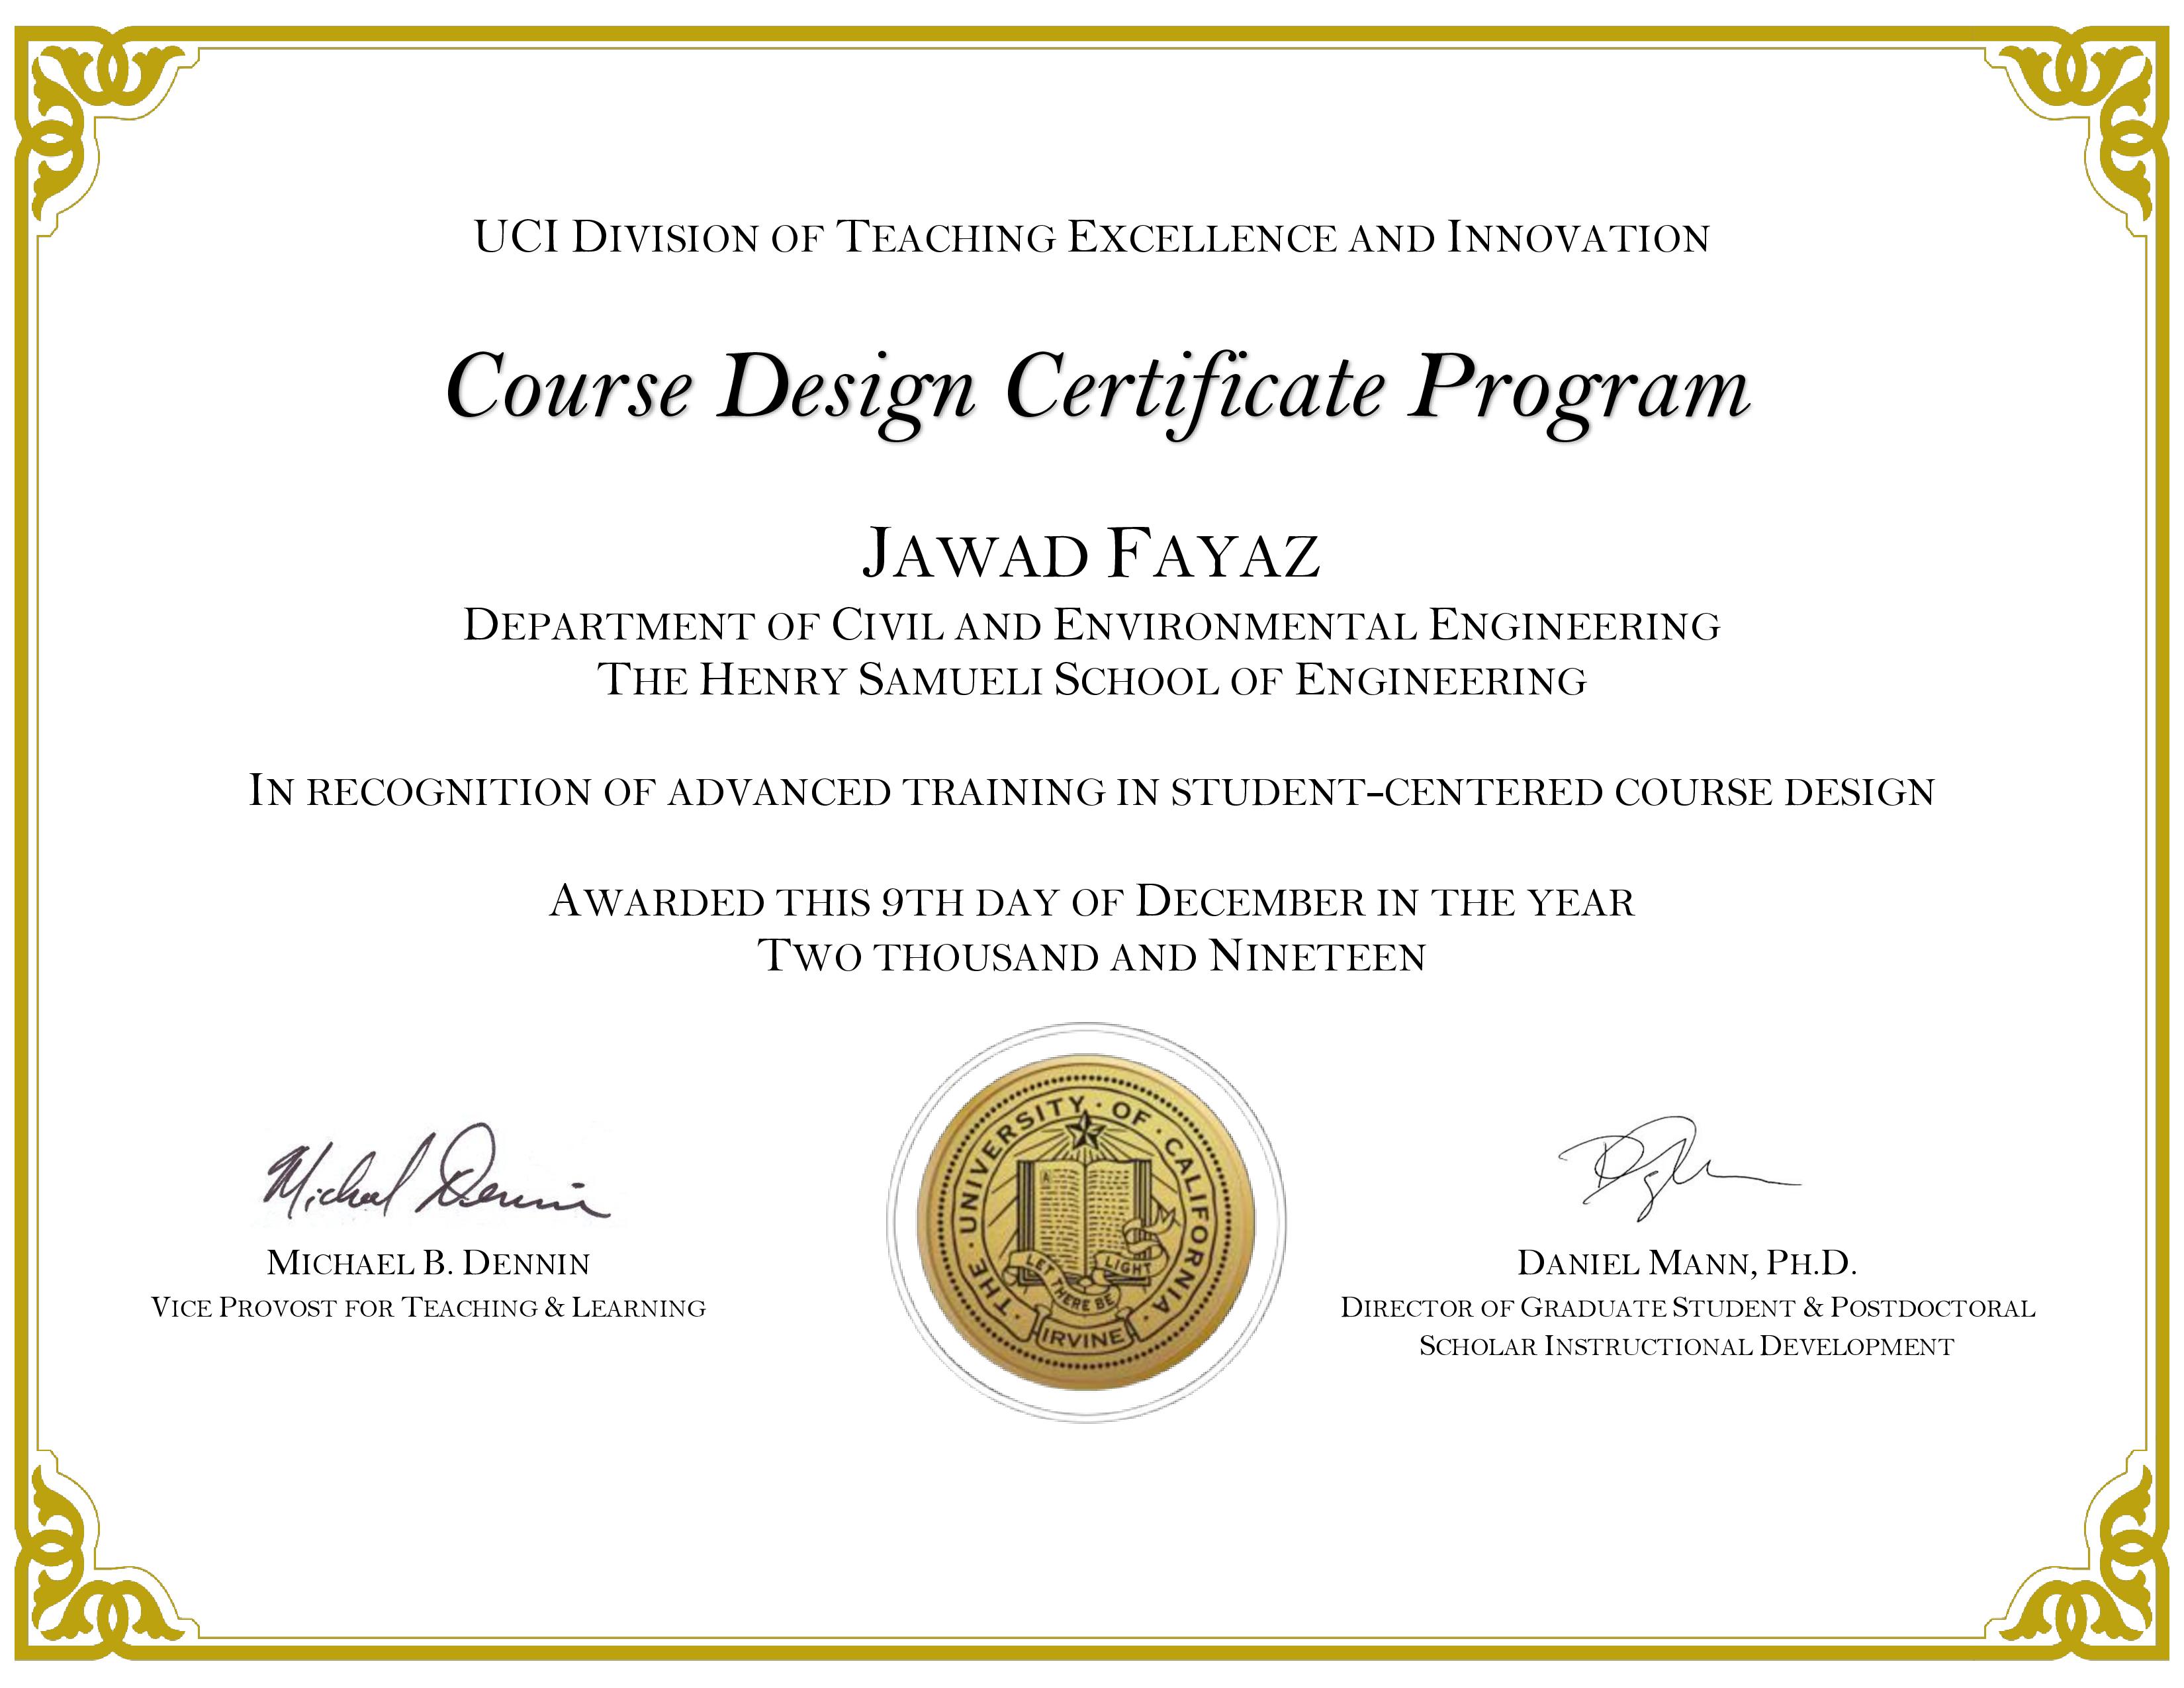 UCI DIVISION OF TEACHING EXCELLENCE AND INNOVATION
Course Design Certificate Program
JAWAD FAYAZ
DEPARTMENT OF CIVIL AND ENVIRONMENTAL ENGINEERING
THE HENRY SAMUELI SCHOOL OF ENGINEERING
IN RECOGNITION OF ADVANCED TRAINING IN STUDENT-CENTERED COURSE DESIGN
AWARDED THIS 9TH DAY OF DECEMBER IN THE YEAR
TWO THOUSAND AND NINETEEN
THE · UNIVERSITY · OF · CALIFORNIA
A
LET THERE BE LIGHT
IRVINE
Michael Dennin
MICHAEL B. DENNIN
VICE PROVOST FOR TEACHING & LEARNING
DANIEL MANN, PH.D.
DIRECTOR OF GRADUATE STUDENT & POSTDOCTORAL
SCHOLAR INSTRUCTIONAL DEVELOPMENT